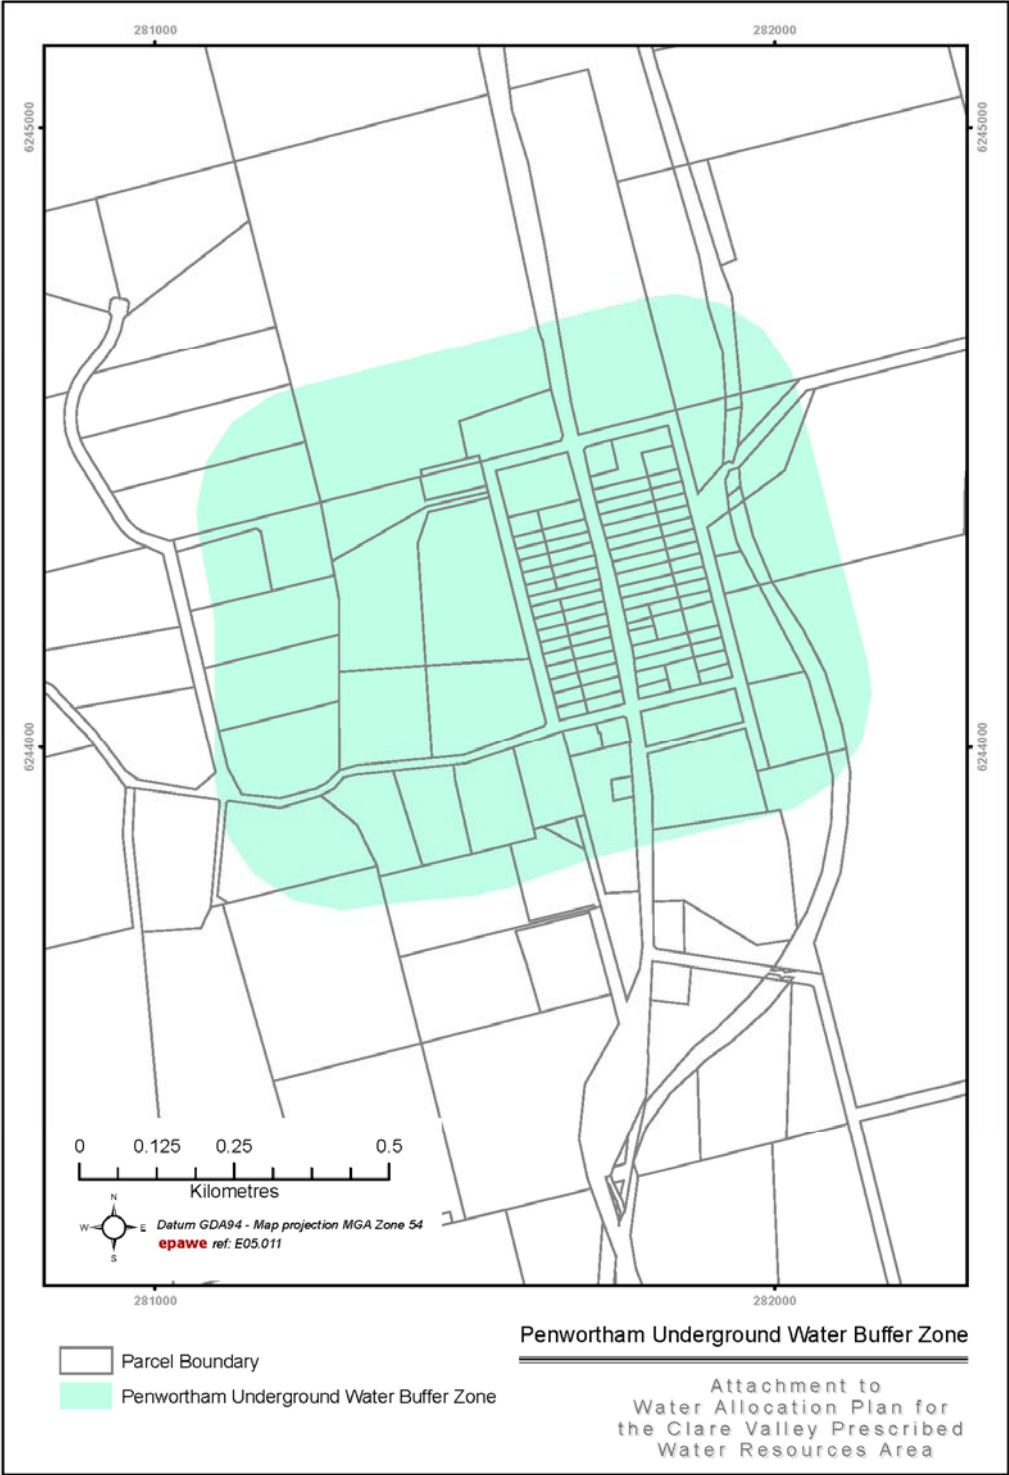 281000
282000
6245000
6245000
6244000
6244000
0
0.125
0.25
0.5
Kilometres
N
W
E
S
Datum GDA94 - Map projection MGA Zone 54
epawe ref: E05.011
281000
282000
Parcel Boundary
Penwortham Underground Water Buffer Zone
Penwortham Underground Water Buffer Zone
Attachment to
Water Allocation Plan for
the Clare Valley Prescribed
Water Resources Area